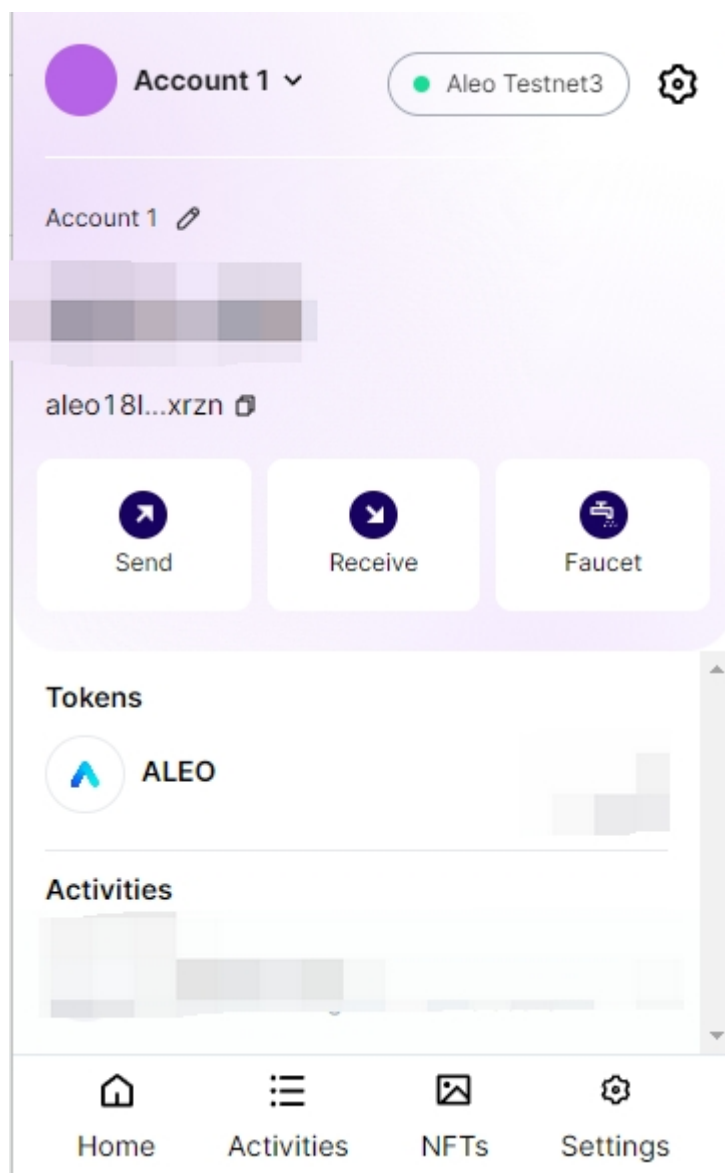 Account 1
Aleo Testnet3
Account 1
aleo18l...xrzn
Send Receive Faucet
Tokens
ALEO
Activities
Home Activities NFTs Settings